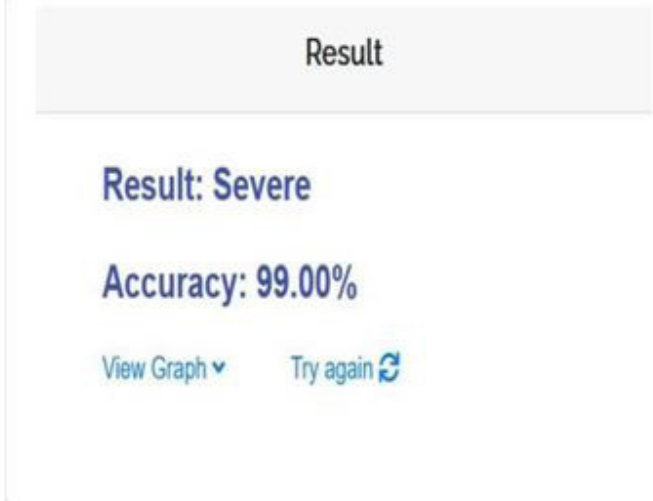 Result
Result: Severe
Accuracy: 99.00%
View Graph Try again